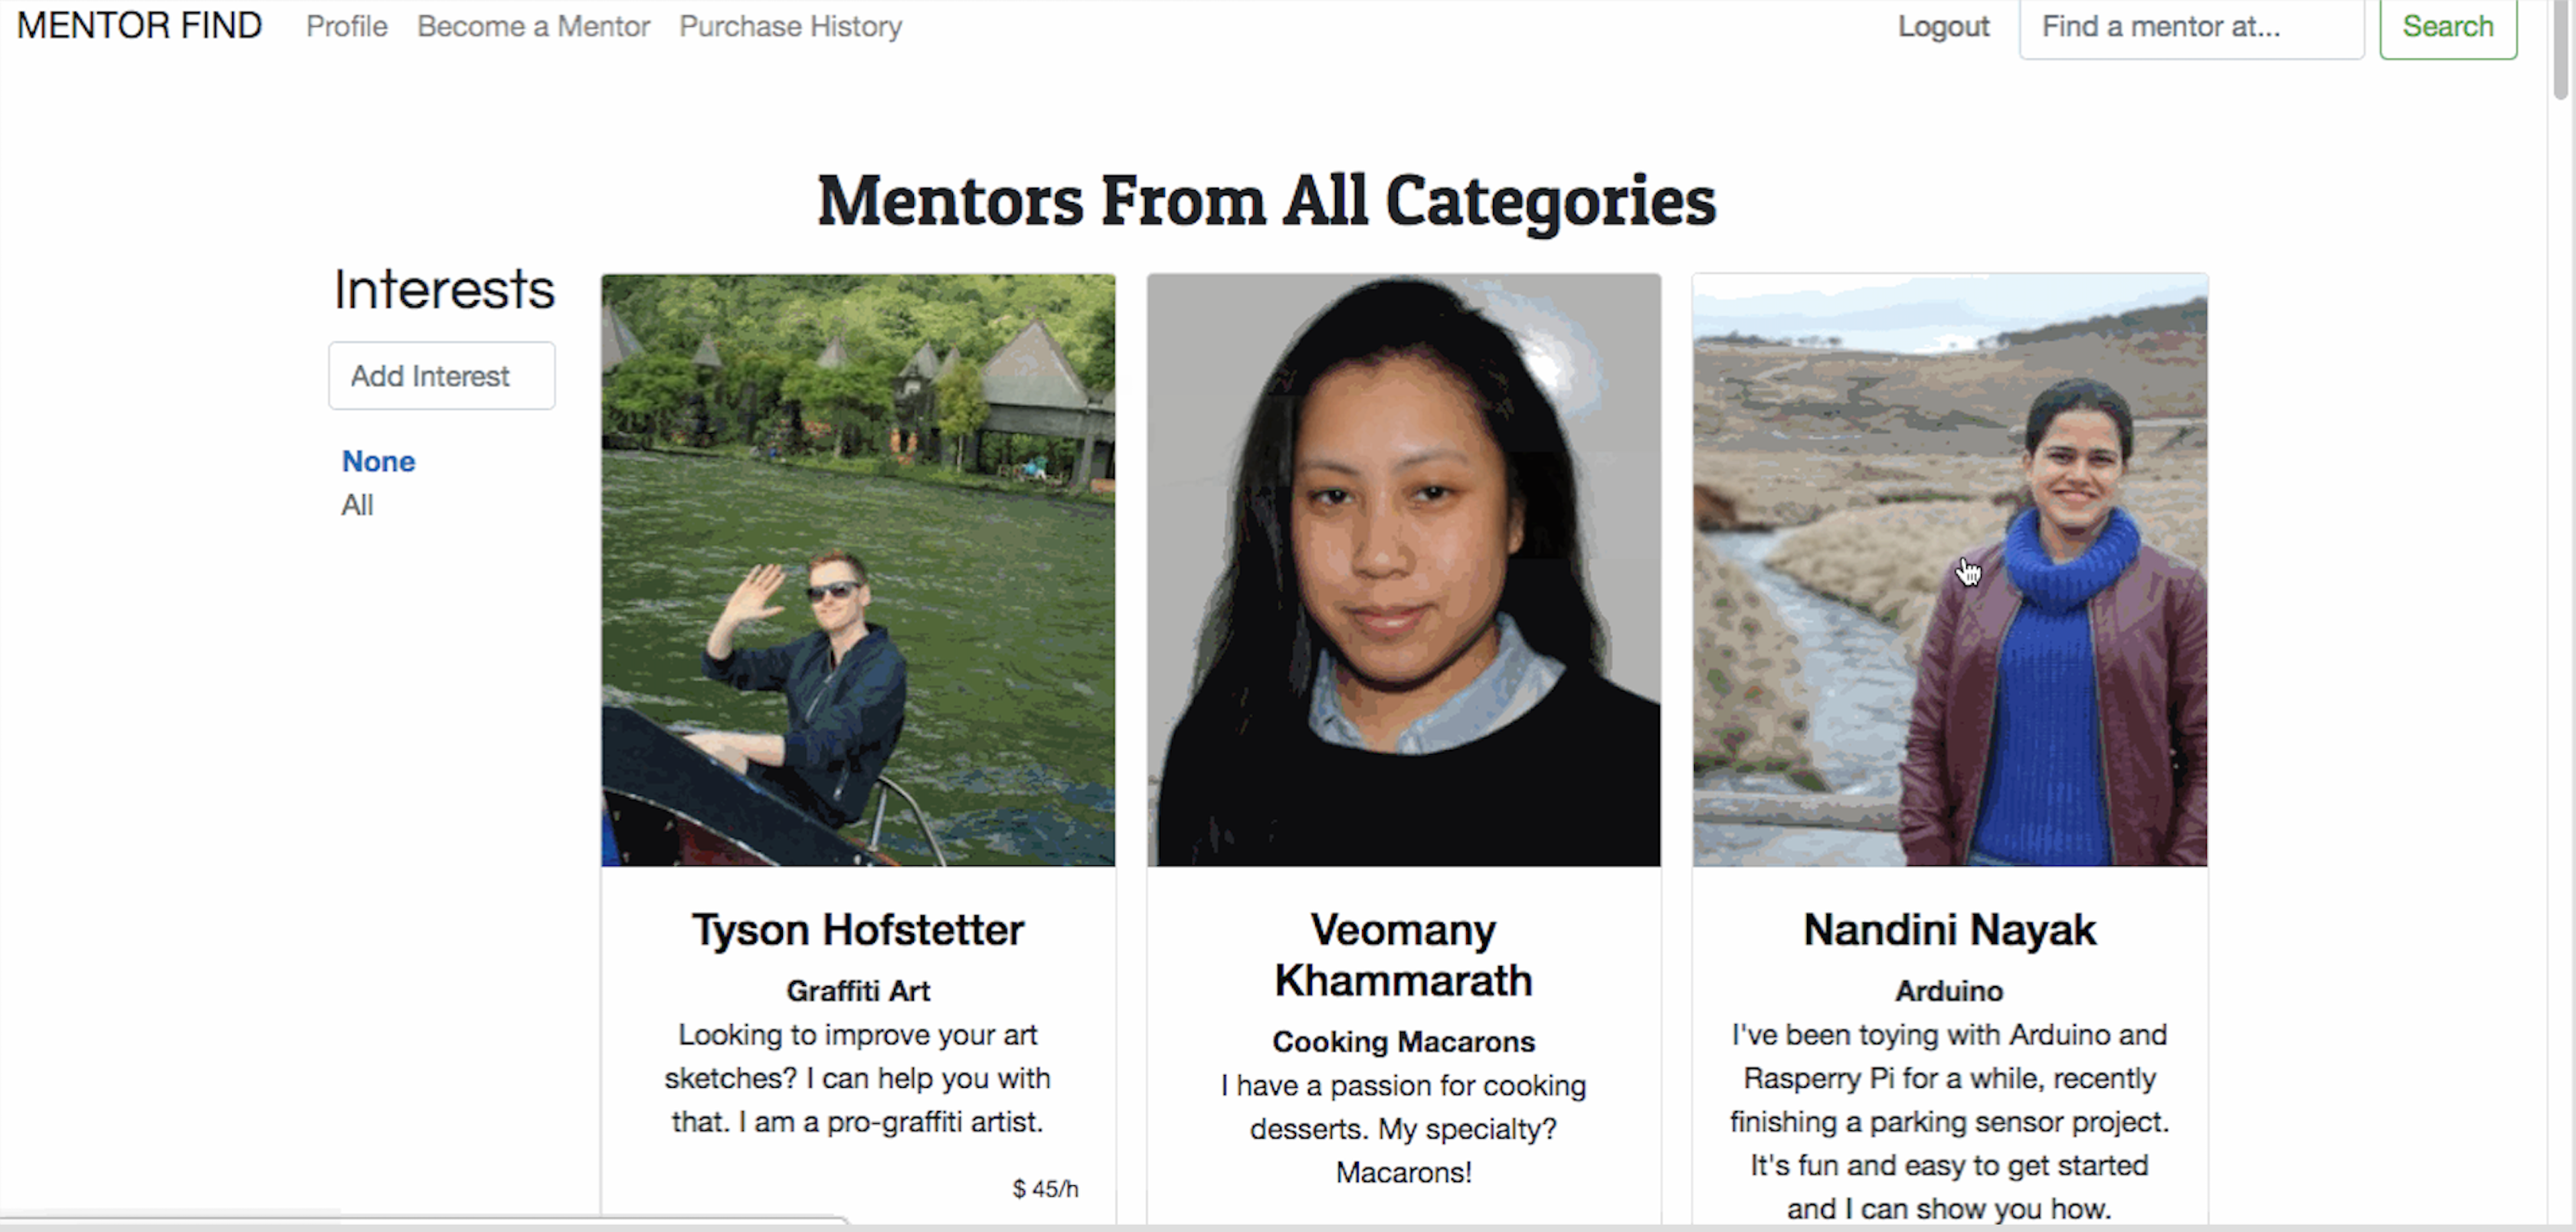 MENTOR FIND Profile Become a Mentor Purchase History Logout Find a mentor at... Search
Mentors From All Categories
Interests
Add Interest
None
All
Tyson Hofstetter
Graffiti Art
Looking to improve your art
sketches? I can help you with
that. I am a pro-graffiti artist.
$ 45/h
Veomany
Khammarath
Cooking Macarons
I have a passion for cooking
desserts. My specialty?
Macarons!
Nandini Nayak
Arduino
I've been toying with Arduino and
Rasperry Pi for a while, recently
finishing a parking sensor project.
It's fun and easy to get started
and I can show you how.